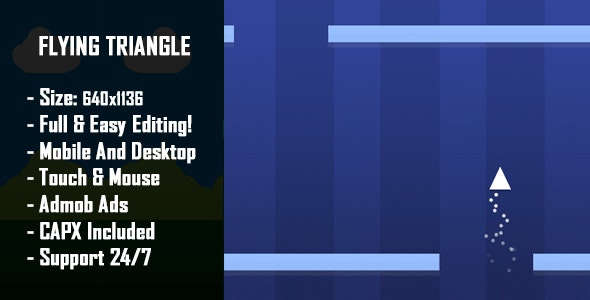 FLYING TRIANGLE
- Size: 640x1136
- Full & Easy Editing!
- Mobile And Desktop
- Touch & Mouse
- Admob Ads
- CAPX Included
- Support 24/7